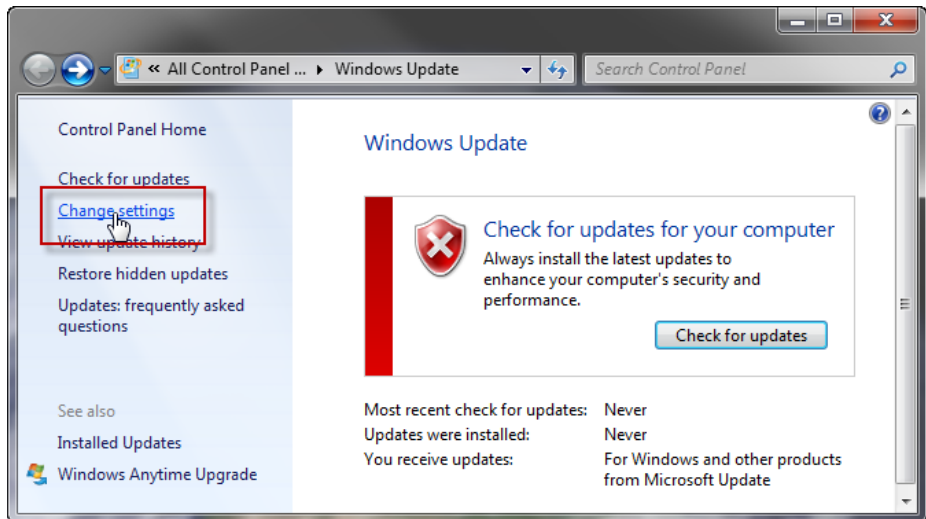 « All Control Panel ... ▸ Windows Update
Search Control Panel
Control Panel Home
Check for updates
Change settings
View update history
Restore hidden updates
Updates: frequently asked
questions
See also
Installed Updates
Windows Anytime Upgrade
Windows Update
Check for updates for your computer
Always install the latest updates to
enhance your computer's security and
performance.
Check for updates
Most recent check for updates: Never
Updates were installed: Never
You receive updates: For Windows and other products
from Microsoft Update